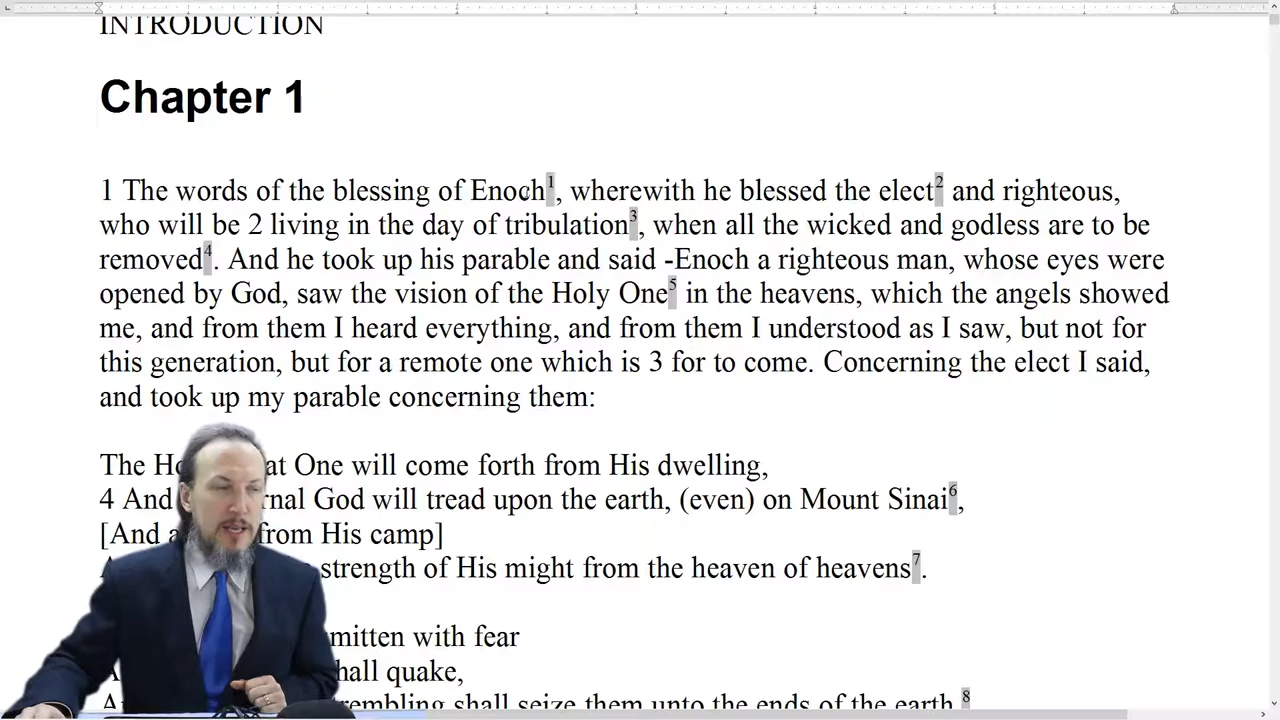 INTRODUCTION
Chapter 1
1 The words of the blessing of Enoch1, wherewith he blessed the elect2 and righteous,
who will be 2 living in the day of tribulation3, when all the wicked and godless are to be
removed4. And he took up his parable and said -Enoch a righteous man, whose eyes were
opened by God, saw the vision of the Holy One5 in the heavens, which the angels showed
me, and from them I heard everything, and from them I understood as I saw, but not for
this generation, but for a remote one which is 3 for to come. Concerning the elect I said,
and took up my parable concerning them:
The One will come forth from His dwelling,
4 And God will tread upon the earth, (even) on Mount Sinai6,
[And from His camp]
strength of His might from the heaven of heavens7.
with fear
quake,
shall seize them unto the ends of the earth.8